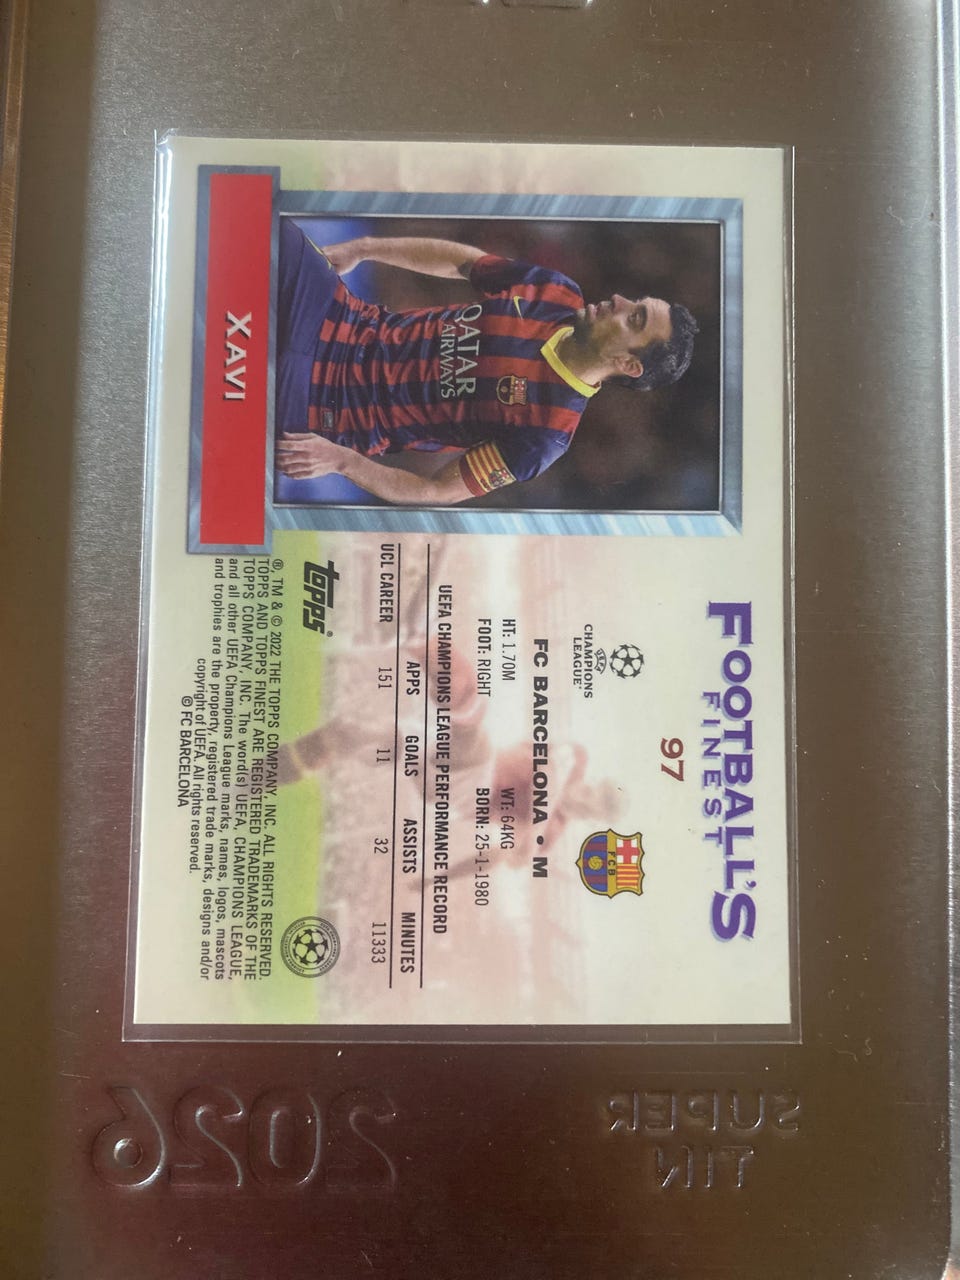 FOOTBALL'S
FINEST
97
UEFA
CHAMPIONS
LEAGUE®
FCB
FC BARCELONA • M
HT: 1.70M WT: 64KG
FOOT: RIGHT BORN: 25-1-1980
UEFA CHAMPIONS LEAGUE PERFORMANCE RECORD
APPS GOALS ASSISTS MINUTES
UCL CAREER 151 11 32 11333
QATAR
AIRWAYS
XAVI
topps®
®, TM & © 2022 THE TOPPS COMPANY, INC. ALL RIGHTS RESERVED.
TOPPS AND TOPPS FINEST ARE REGISTERED TRADEMARKS OF THE
TOPPS COMPANY, INC. The word(s) UEFA, CHAMPIONS LEAGUE,
and all other UEFA Champions League marks, names, logos, mascots
and trophies are the property, registered trade marks, designs and/or
copyright of UEFA. All rights reserved.
© FC BARCELONA
SUPER
TIN
2026